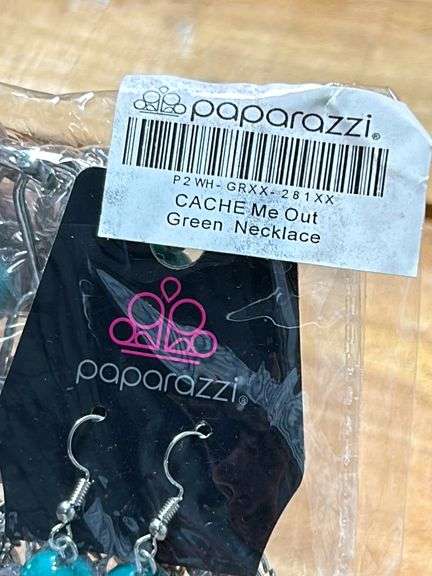 paparazzi®
P2WH-GRXX-281XX
CACHE Me Out
Green Necklace
paparazzi®